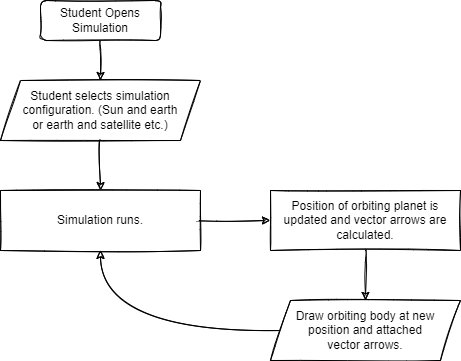 Student Opens
Simulation
Student selects simulation
configuration. (Sun and earth
or earth and satellite etc.)
Simulation runs.
Position of orbiting planet is
updated and vector arrows are
calculated.
Draw orbiting body at new
position and attached
vector arrows.